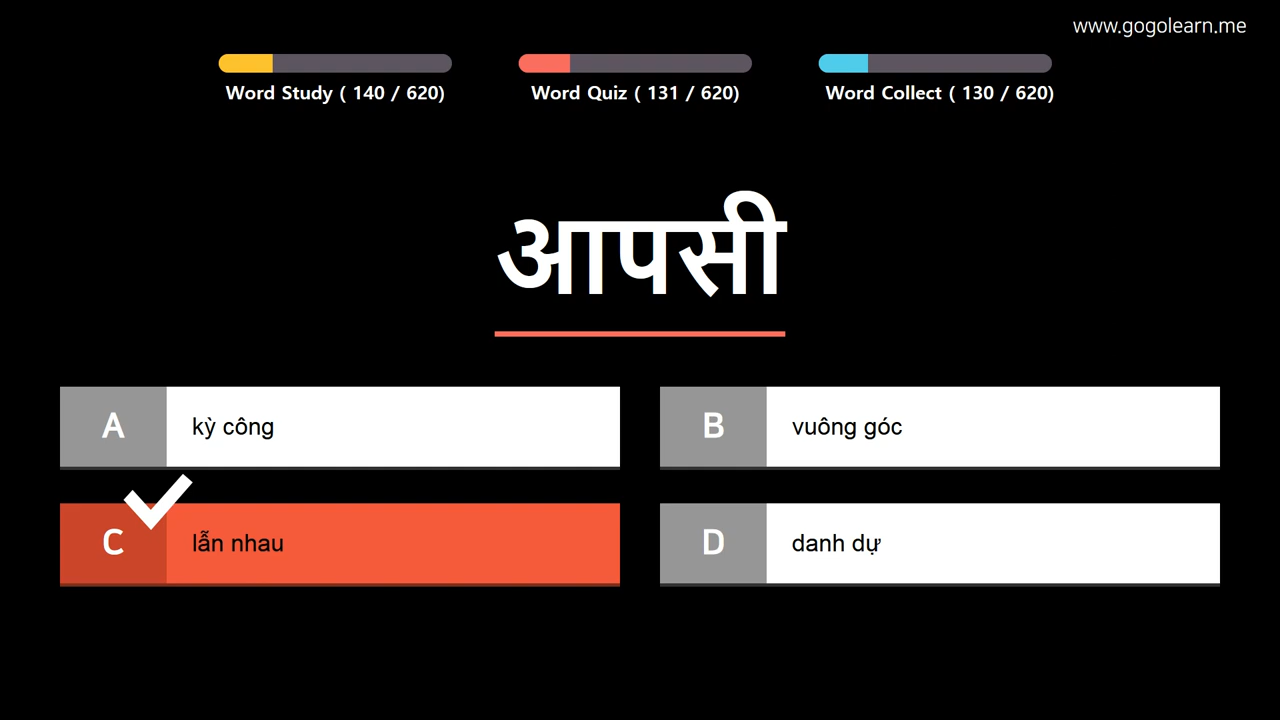 www.gogolearn.me
Word Study ( 140 / 620)
Word Quiz ( 131 / 620)
Word Collect ( 130 / 620)
आपसी
A kỳ công
B vuông góc
C lẫn nhau
D danh dự